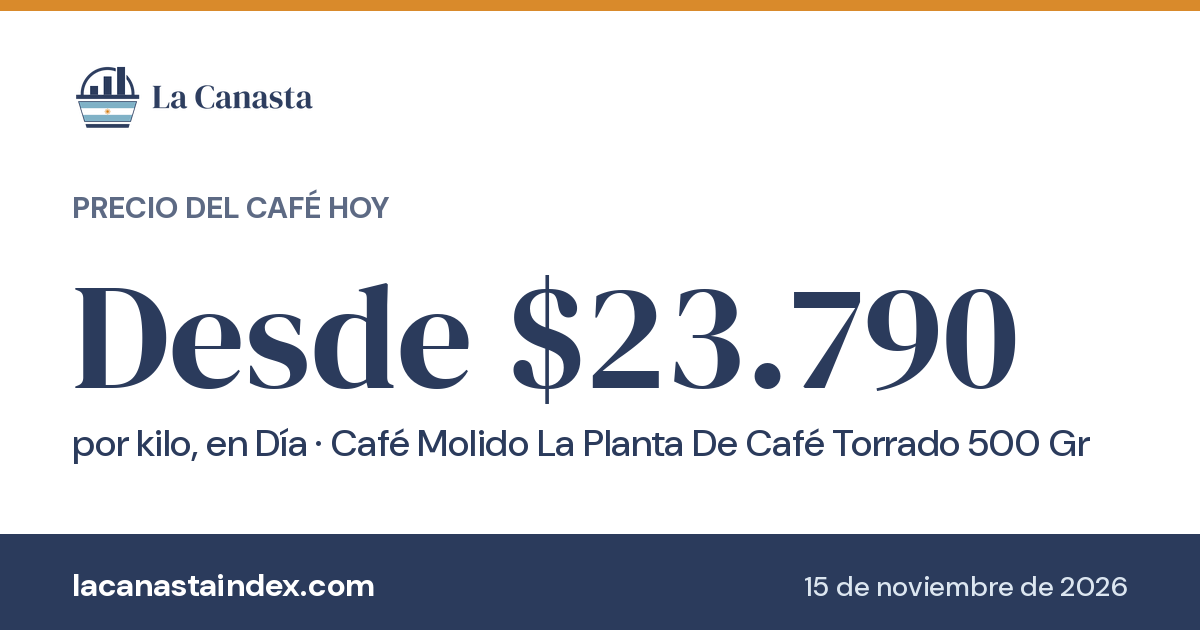 La Canasta
PRECIO DEL CAFÉ HOY
Desde $23.790
por kilo, en Día · Café Molido La Planta De Café Torrado 500 Gr
lacanastaindex.com
15 de noviembre de 2026